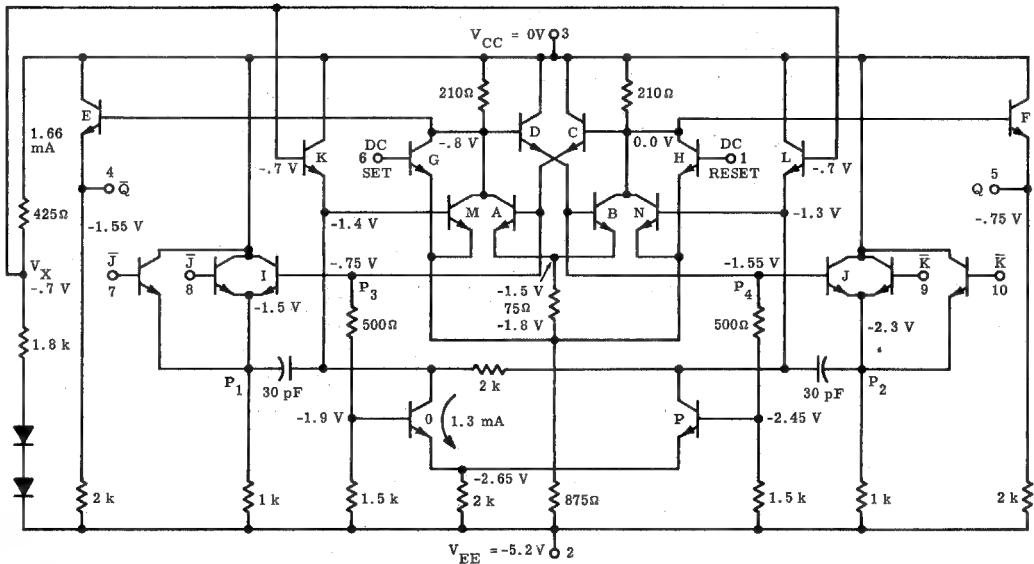 V_CC = 0V 3
210Ω
210Ω
E
D
C
F
1.66 mA
K
DC
6
SET
G
-.8 V
0.0 V
H
DC
1
RESET
L
-.7 V
-.7 V
4
Q̄
5
Q
425Ω
M
A
B
N
-1.55 V
-1.4 V
-1.3 V
-.75 V
V_X
-.7 V
J̄
7
J̄
8
I
-.75 V
P_3
-1.5 V
75Ω
-1.8 V
-1.55 V
P_4
J
K̄
9
K̄
10
-1.5 V
500Ω
500Ω
-2.3 V
1.8 k
P_1
30 pF
2 k
30 pF
P_2
-1.9 V
0
1.3 mA
P
-2.45 V
-2.65 V
2 k
1 k
1.5 k
2 k
875Ω
1.5 k
1 k
2 k
V_EE = -5.2 V 2